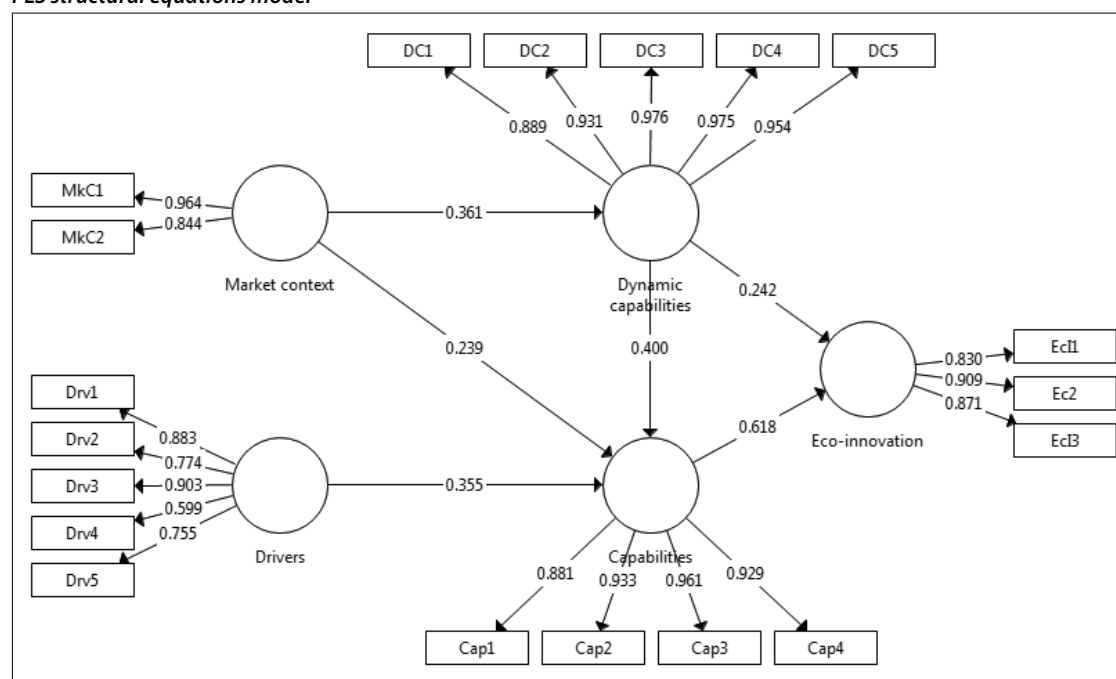 PLS structural equations model
DC1
DC2
DC3
DC4
DC5
0.889
0.931
0.976
0.975
0.954
MkC1
MkC2
0.964
0.844
Market context
0.361
Dynamic
capabilities
0.242
0.239
0.400
Drv1
Drv2
Drv3
Drv4
Drv5
0.883
0.774
0.903
0.599
0.755
Drivers
0.355
Capabilities
0.618
Eco-innovation
0.830
0.909
0.871
EcI1
Ec2
EcI3
0.881
0.933
0.961
0.929
Cap1
Cap2
Cap3
Cap4